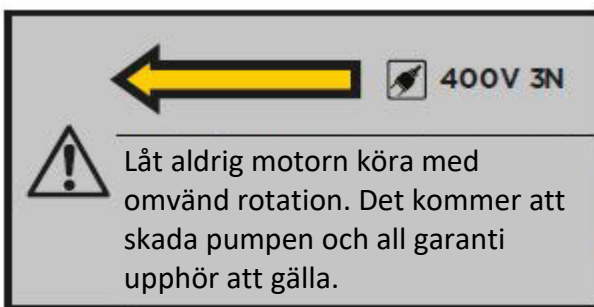 400V 3N
Låt aldrig motorn köra med
omvänd rotation. Det kommer att
skada pumpen och all garanti
upphör att gälla.